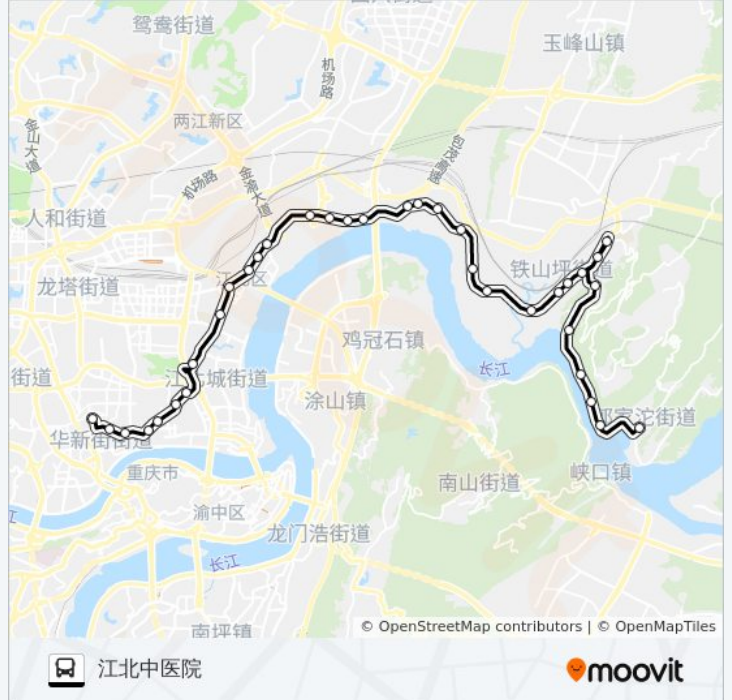 鸳鸯街道
玉峰山镇
机场路
两江新区
金山大道
包茂高速
机场路
金渝大道
人和街道
龙塔街道
铁山坪街道
鸡冠石镇
长江
街道
江北城街道
涂山镇
郭家沱街道
华新街街道
重庆市
峡口镇
南山街道
渝中区
江
龙门浩街道
长江
南坪镇
© OpenStreetMap contributors | © OpenMapTiles
江北中医院
moovit